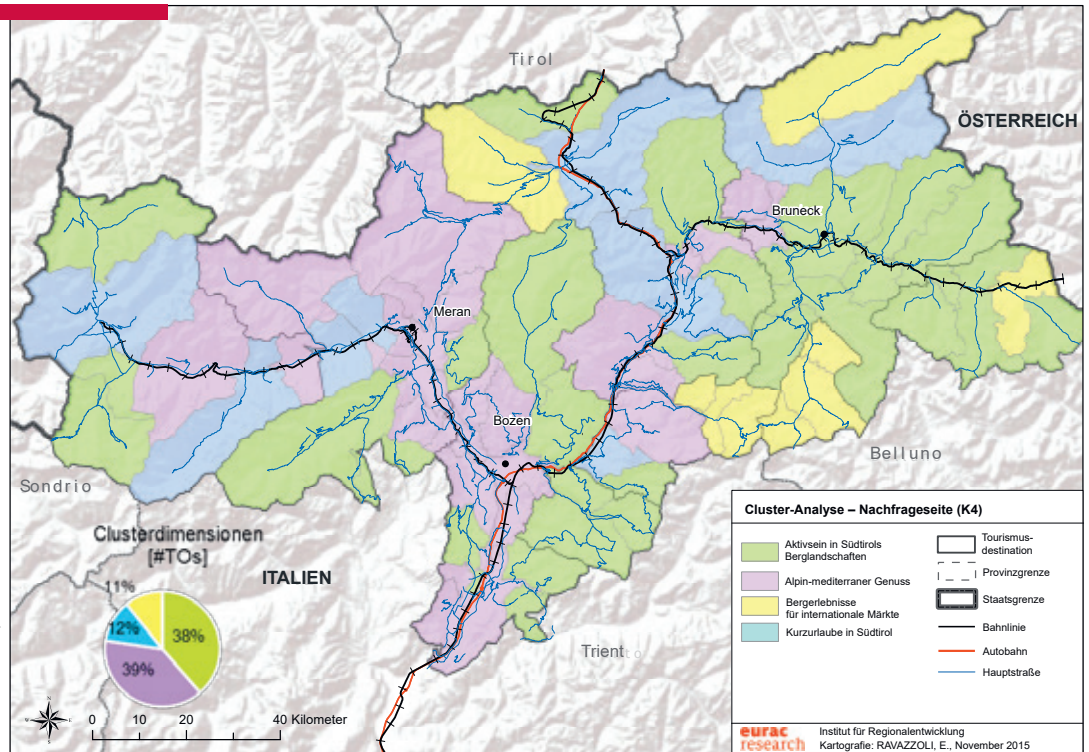 Tirol
ÖSTERREICH
Bruneck
Meran
Bozen
Belluno
Sondrio
ITALIEN
Trient
Clusterdimensionen
[#TOs]
11%
12%
38%
39%
0 10 20 40 Kilometer
Cluster-Analyse – Nachfrageseite (K4)
Aktivsein in Südtirols
Berglandschaften
Alpin-mediterraner Genuss
Bergerlebnisse
für internationale Märkte
Kurzurlaube in Südtirol
Tourismus-
destination
Provinzgrenze
Staatsgrenze
Bahnlinie
Autobahn
Hauptstraße
eurac
research
Institut für Regionalentwicklung
Kartografie: RAVAZZOLI, E., November 2015